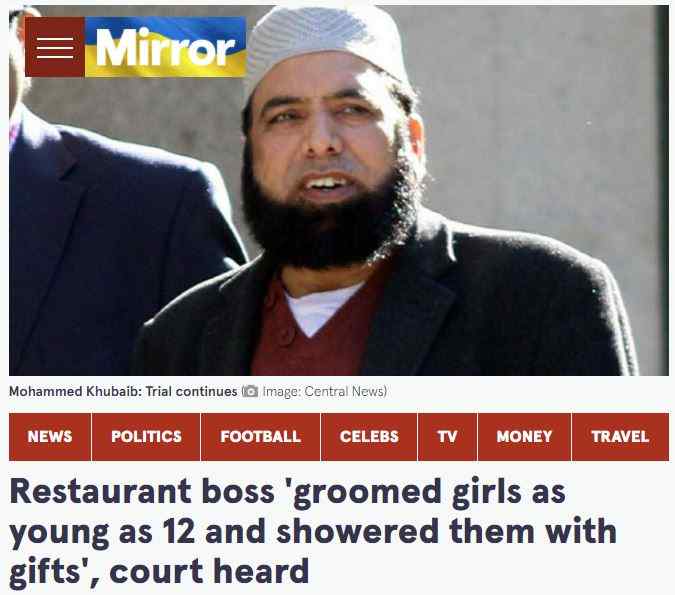 Mirror
Mohammed Khubaib: Trial continues (Image: Central News)
NEWS POLITICS FOOTBALL CELEBS TV MONEY TRAVEL
Restaurant boss 'groomed girls as
young as 12 and showered them with
gifts', court heard